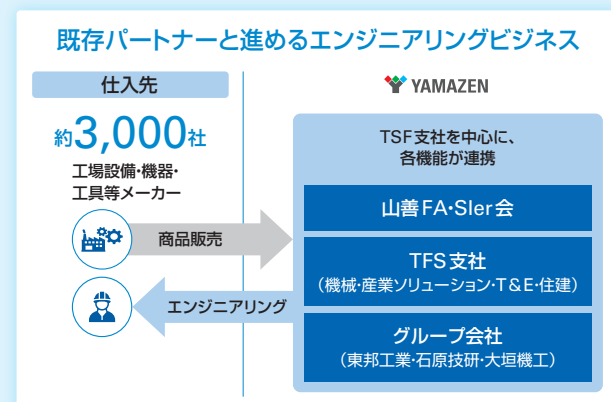 既存パートナーと進めるエンジニアリングビジネス
仕入先
YAMAZEN
約3,000社
工場設備・機器・
工具等メーカー
商品販売
エンジニアリング
TSF支社を中心に、
各機能が連携
山善FA・SIer会
TFS支社
（機械・産業ソリューション・T＆E・住建）
グループ会社
（東邦工業・石原技研・大垣機工）